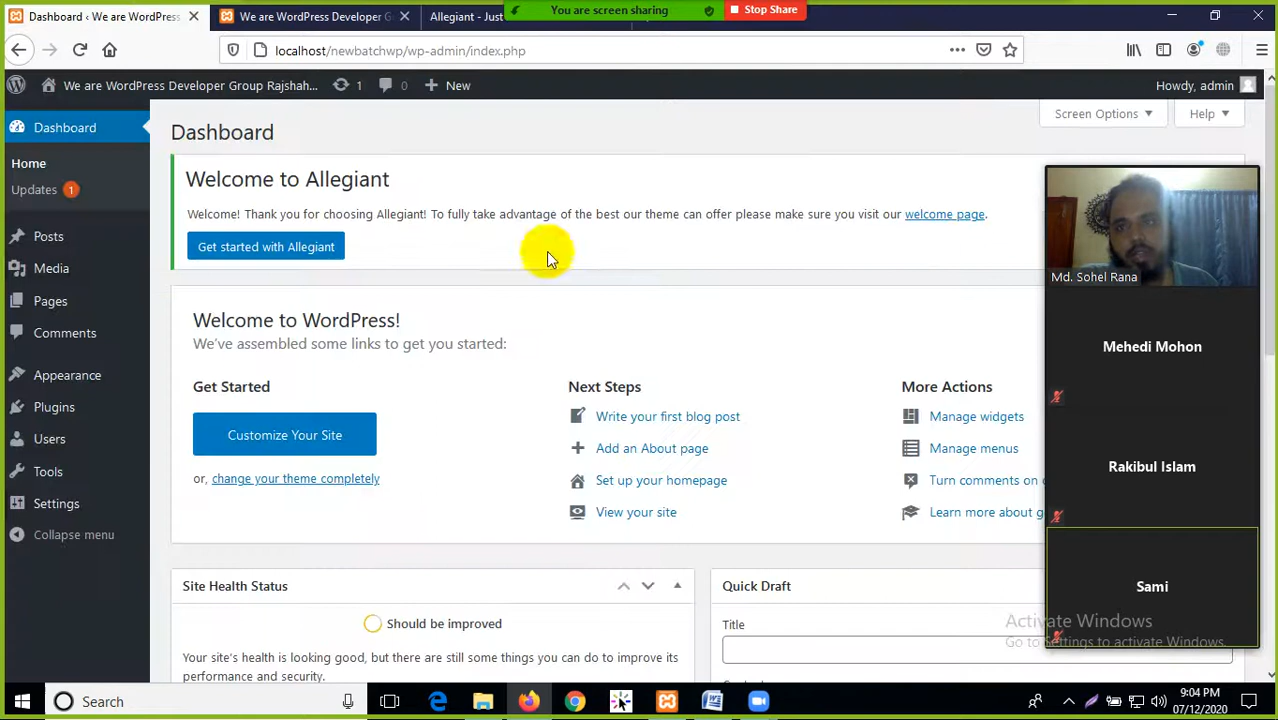 Dashboard ‹ We are WordPress
We are WordPress Developer G
Allegiant - Just
You are screen sharing
Stop Share
localhost/newbatchwp/wp-admin/index.php
We are WordPress Developer Group Rajshah...
1
0
New
Howdy, admin
Dashboard
Home
Updates 1
Posts
Media
Pages
Comments
Appearance
Plugins
Users
Tools
Settings
Collapse menu
Dashboard
Screen Options
Help
Welcome to Allegiant
Welcome! Thank you for choosing Allegiant! To fully take advantage of the best our theme can offer please make sure you visit our welcome page.
Get started with Allegiant
Welcome to WordPress!
We've assembled some links to get you started:
Get Started
Customize Your Site
or, change your theme completely
Next Steps
Write your first blog post
Add an About page
Set up your homepage
View your site
More Actions
Manage widgets
Manage menus
Turn comments on
Learn more about
Site Health Status
Should be improved
Your site's health is looking good, but there are still some things you can do to improve its
performance and security.
Quick Draft
Title
Md. Sohel Rana
Mehedi Mohon
Rakibul Islam
Sami
Activate Windows
Go to Settings to activate Windows.
Search
9:04 PM
07/12/2020